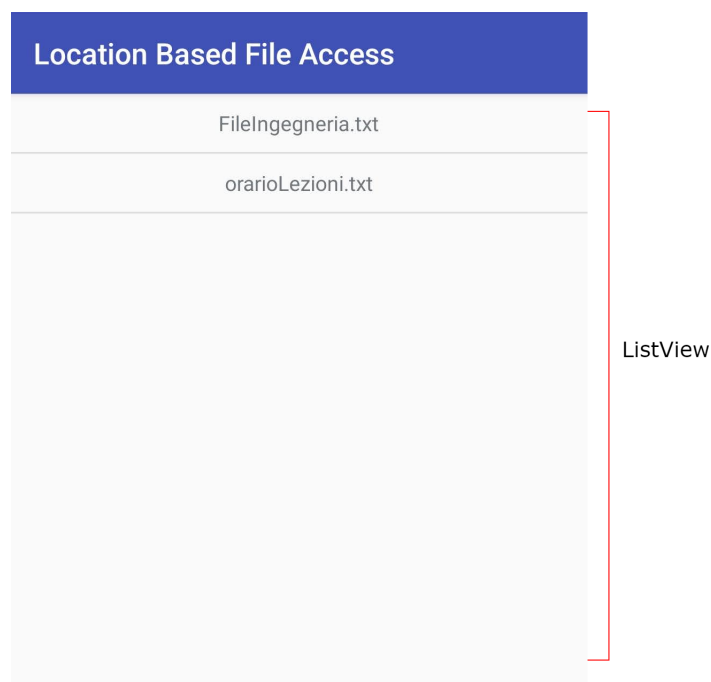 Location Based File Access
FileIngegneria.txt
orarioLezioni.txt
ListView